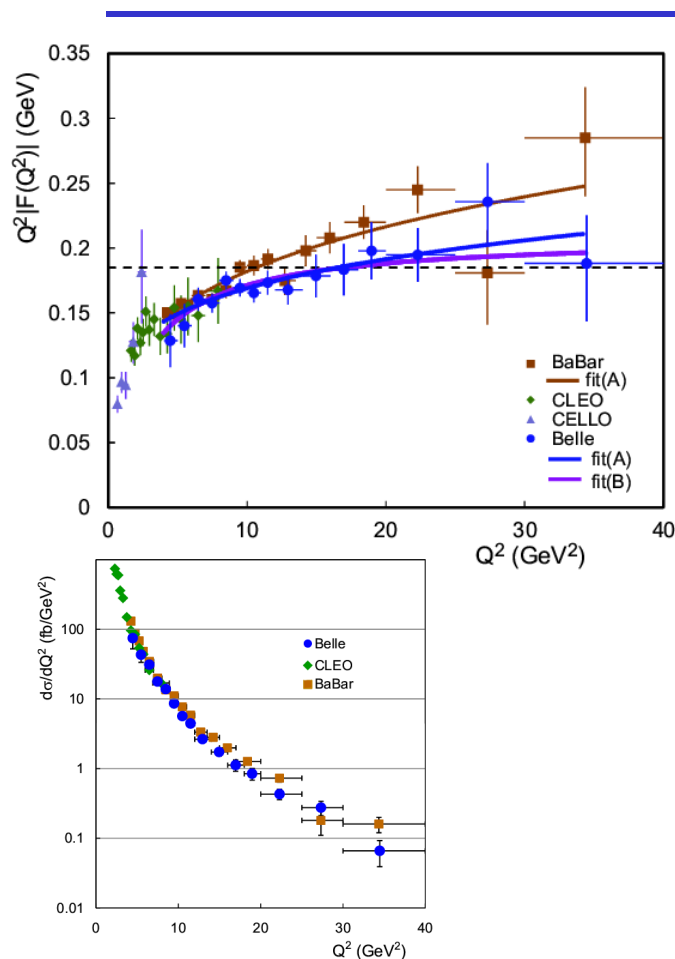 Q²|F(Q²)| (GeV)
0.35
0.3
0.25
0.2
0.15
0.1
0.05
0
BaBar
fit(A)
CLEO
CELLO
Belle
fit(A)
fit(B)
0 10 20 30 40
Q² (GeV²)
dσ/dQ² (fb/GeV²)
100
10
1
0.1
0.01
Belle
CLEO
BaBar
0 10 20 30 40
Q² (GeV²)